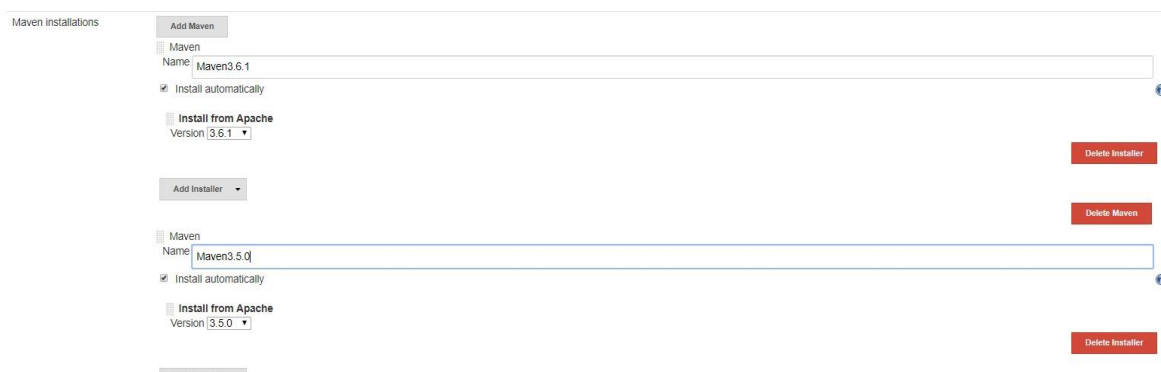 Maven installations
Add Maven
Maven
Name Maven3.6.1
Install automatically
Install from Apache
Version 3.6.1
Delete Installer
Add Installer
Delete Maven
Maven
Name Maven3.5.0
Install automatically
Install from Apache
Version 3.5.0
Delete Installer